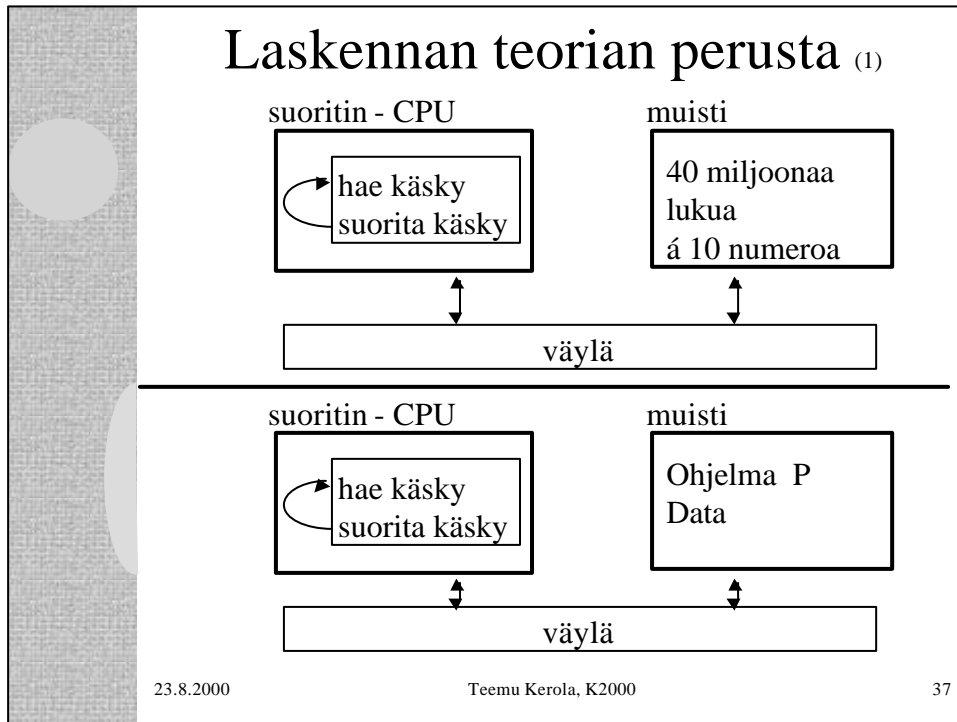 Laskennan teorian perusta (1)
suoritin - CPU
muisti
hae käsky
suorita käsky
40 miljoonaa
lukua
á 10 numeroa
väylä
suoritin - CPU
muisti
hae käsky
suorita käsky
Ohjelma P
Data
väylä
23.8.2000
Teemu Kerola, K2000
37